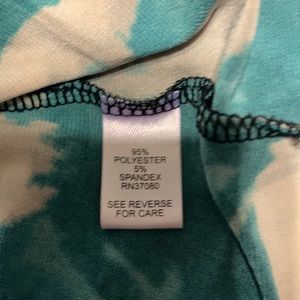 95%
POLYESTER
5%
SPANDEX
RN37080
SEE REVERSE
FOR CARE